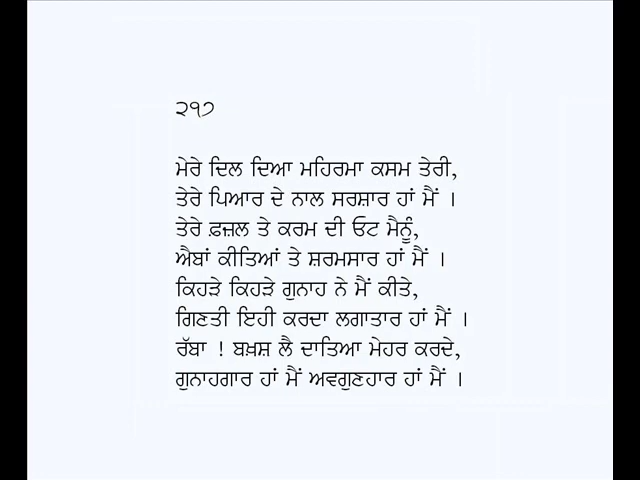 ੨੧੭
ਮੇਰੇ ਦਿਲ ਦਿਆ ਮਹਿਰਮਾ ਕਸਮ ਤੇਰੀ,
ਤੇਰੇ ਪਿਆਰ ਦੇ ਨਾਲ ਸਰਸ਼ਾਰ ਹਾਂ ਮੈਂ ।
ਤੇਰੇ ਫ਼ਜ਼ਲ ਤੇ ਕਰਮ ਦੀ ਓਟ ਮੈਨੂੰ,
ਐਬਾਂ ਕੀਤਿਆਂ ਤੇ ਸ਼ਰਮਸਾਰ ਹਾਂ ਮੈਂ ।
ਕਿਹੜੇ ਕਿਹੜੇ ਗੁਨਾਹ ਨੇ ਮੈਂ ਕੀਤੇ,
ਗਿਣਤੀ ਇਹੀ ਕਰਦਾ ਲਗਾਤਾਰ ਹਾਂ ਮੈਂ ।
ਰੱਬਾ ! ਬਖ਼ਸ਼ ਲੈ ਦਾਤਿਆ ਮੇਹਰ ਕਰਦੇ,
ਗੁਨਾਹਗਾਰ ਹਾਂ ਮੈਂ ਅਵਗੁਣਹਾਰ ਹਾਂ ਮੈਂ ।